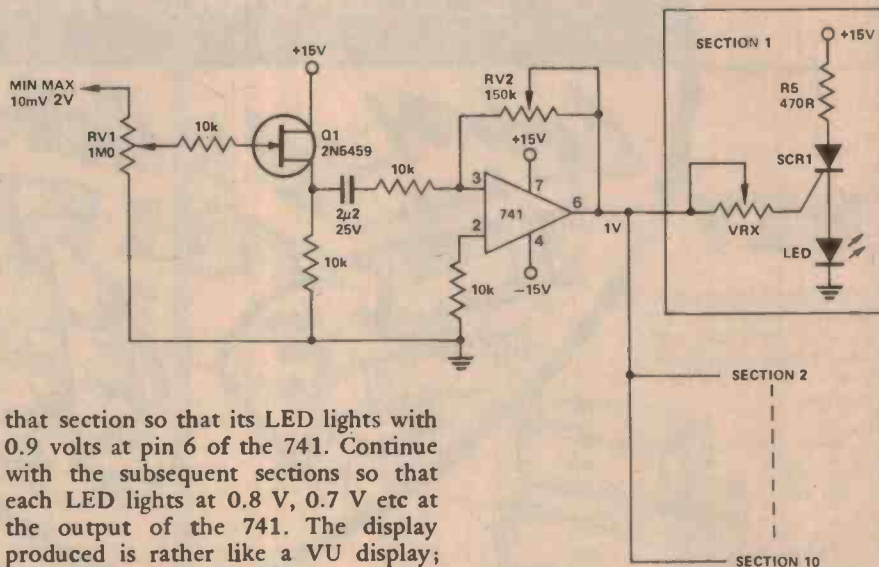 SECTION 1
+15V
+15V
MIN MAX
10mV 2V
RV2
150k
R5
470R
RV1
1M0
10k
Q1
2N5459
+15V
SCR1
10k
3
7
2µ2
25V
741
6
2
4
1V
VRX
LED
10k
10k
–15V
SECTION 2
that section so that its LED lights with
0.9 volts at pin 6 of the 741. Continue
with the subsequent sections so that
each LED lights at 0.8 V, 0.7 V etc at
the output of the 741. The display
produced is rather like a VU display;
SECTION 10